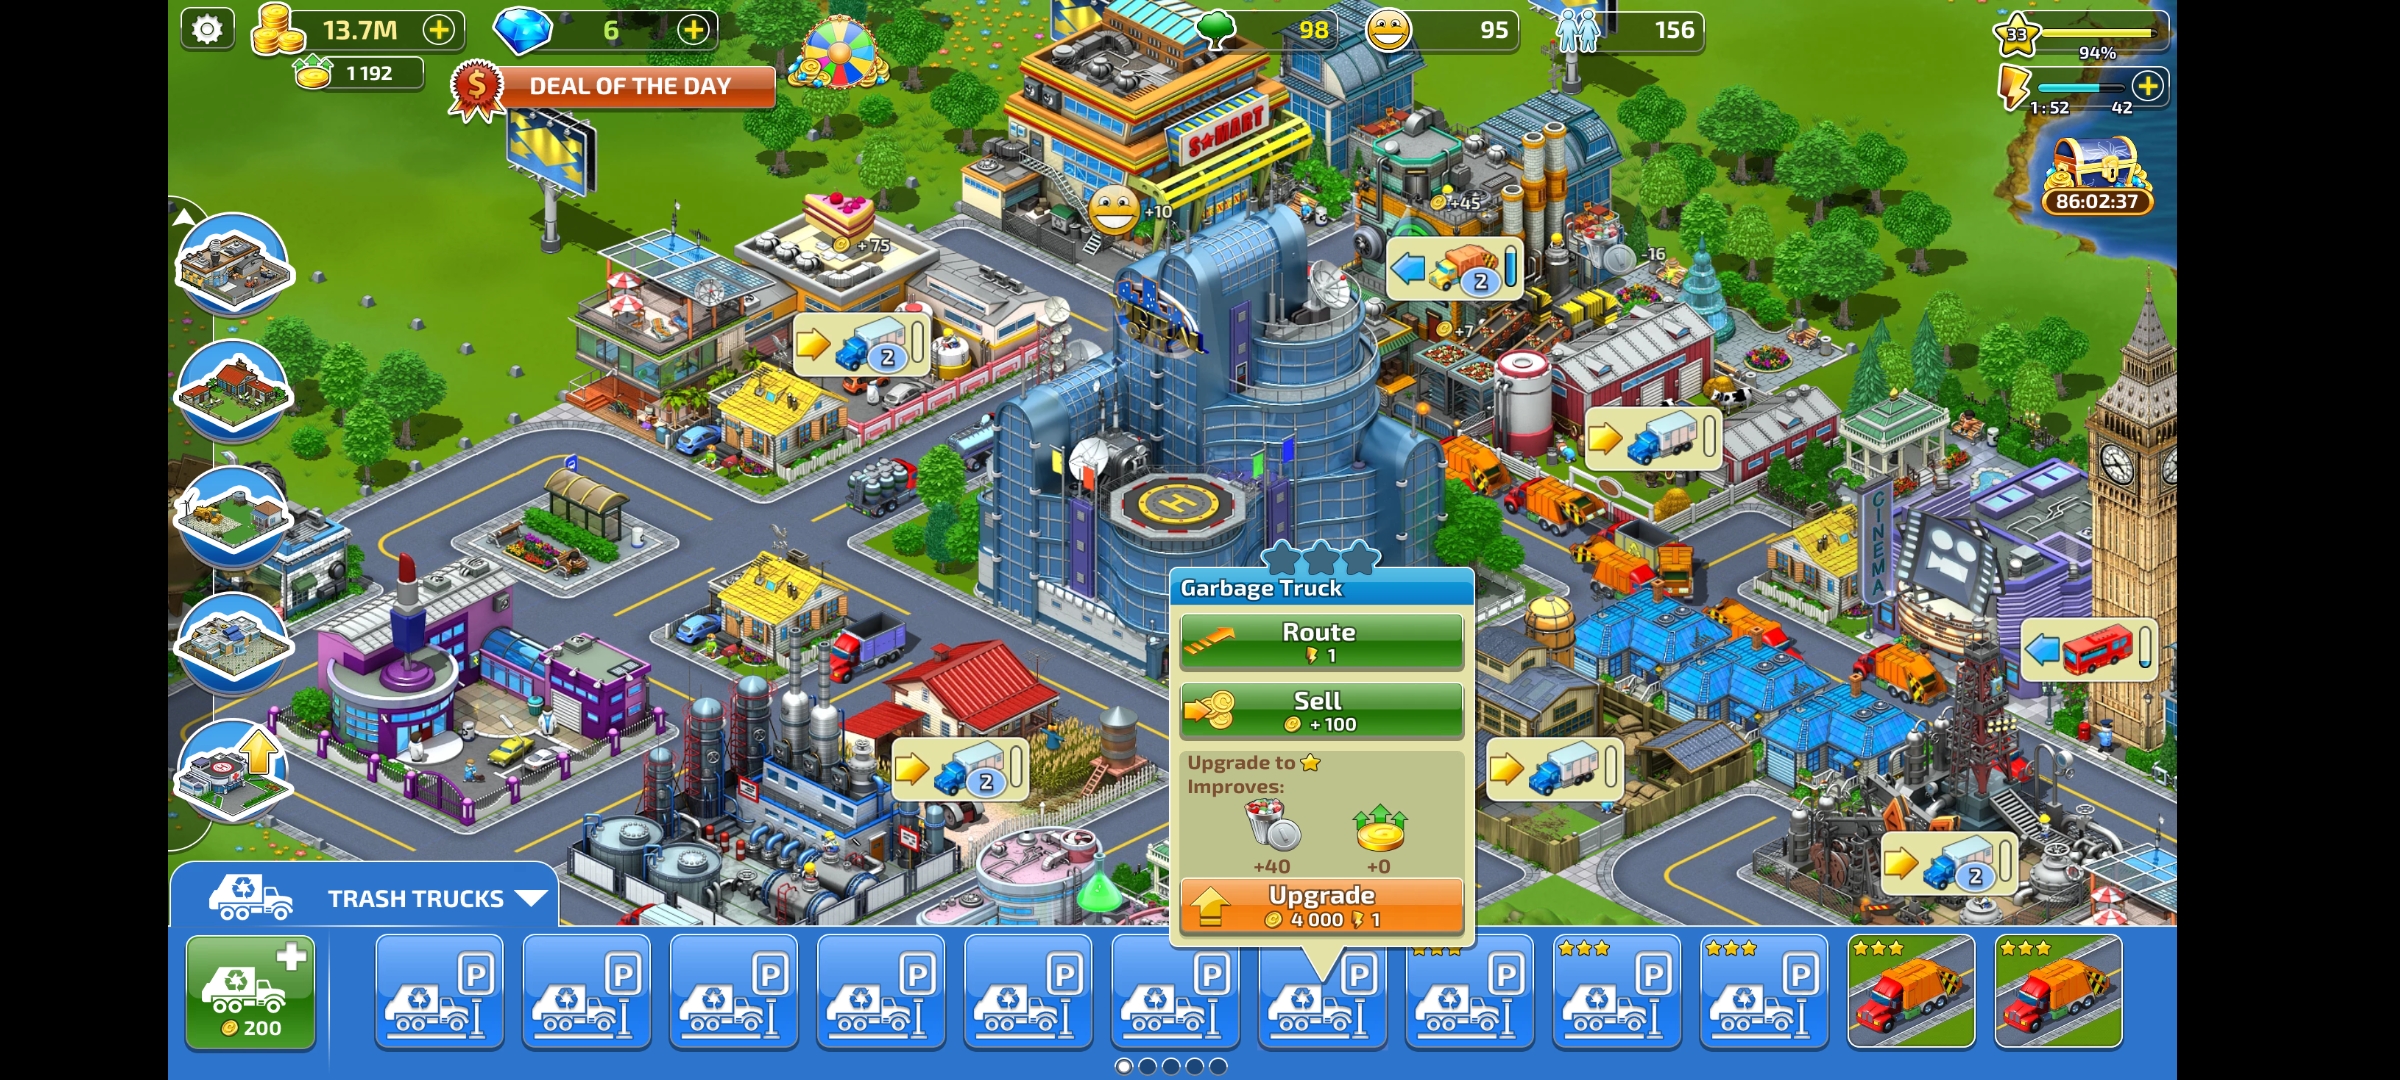 13.7M
6
98
95
156
33
94%
1 192
DEAL OF THE DAY
1:52
42
86:02:37
S★MART
+10
+75
+45
-16
2
2
+7
CINEMA
H
Garbage Truck
Route
1
Sell
+100
2
Upgrade to
Improves:
+40
+0
Upgrade
4 000 1
2
TRASH TRUCKS
200
P
P
P
P
P
P
P
P
P
P